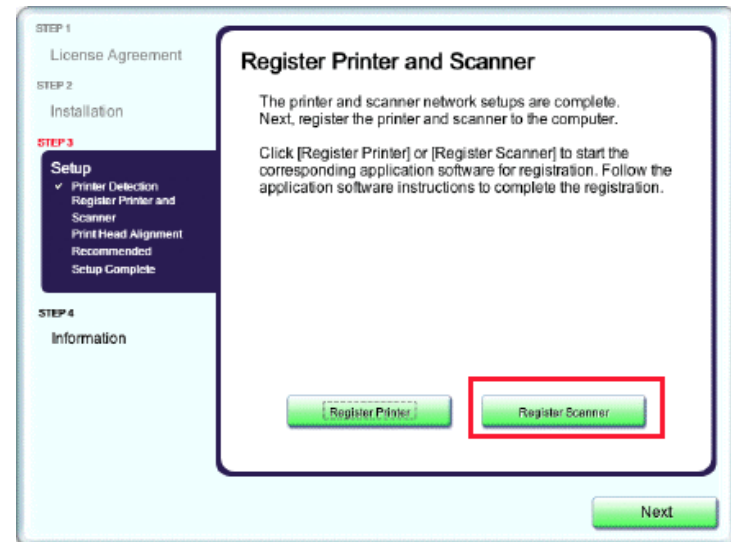 STEP 1
License Agreement
STEP 2
Installation
STEP 3
Setup
✓ Printer Detection
Register Printer and
Scanner
Print Head Alignment
Recommended
Setup Complete
STEP 4
Information
Register Printer and Scanner
The printer and scanner network setups are complete.
Next, register the printer and scanner to the computer.
Click [Register Printer] or [Register Scanner] to start the
corresponding application software for registration. Follow the
application software instructions to complete the registration.
Register Printer
Register Scanner
Next